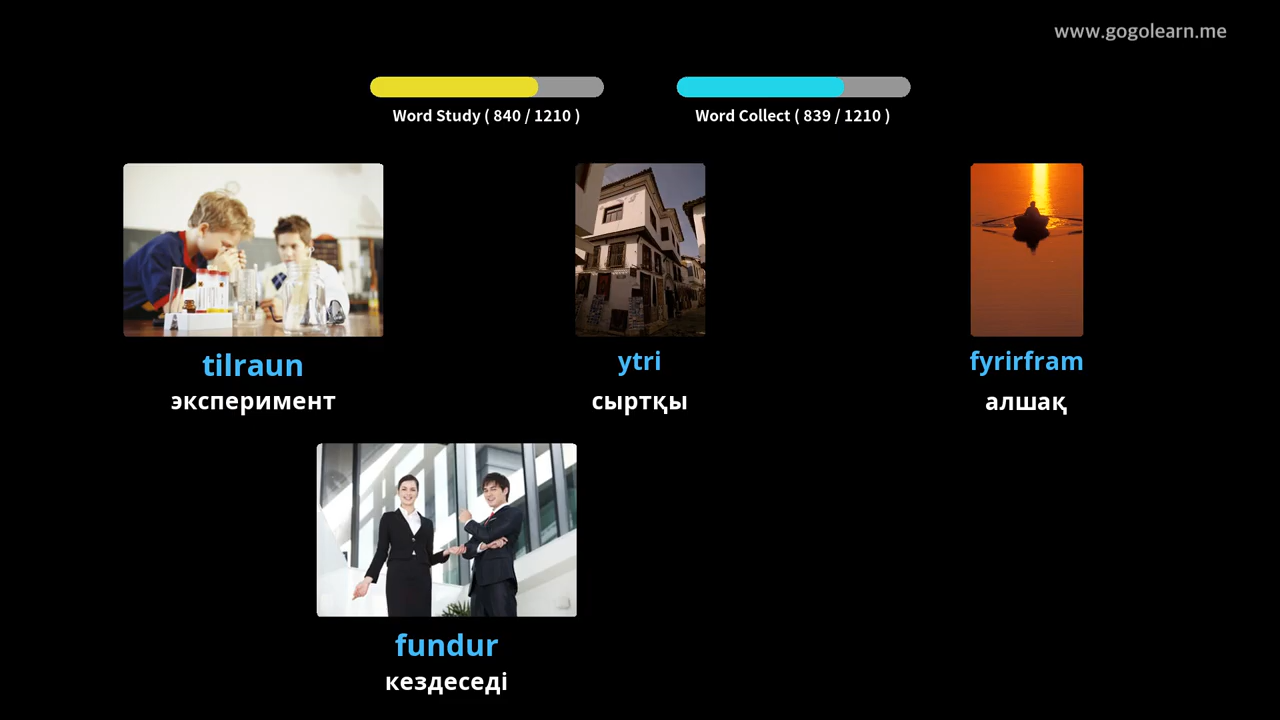 www.gogolearn.me
Word Study ( 840 / 1210 )
Word Collect ( 839 / 1210 )
tilraun
эксперимент
ytri
сыртқы
fyrirfram
алшақ
fundur
кездеседі